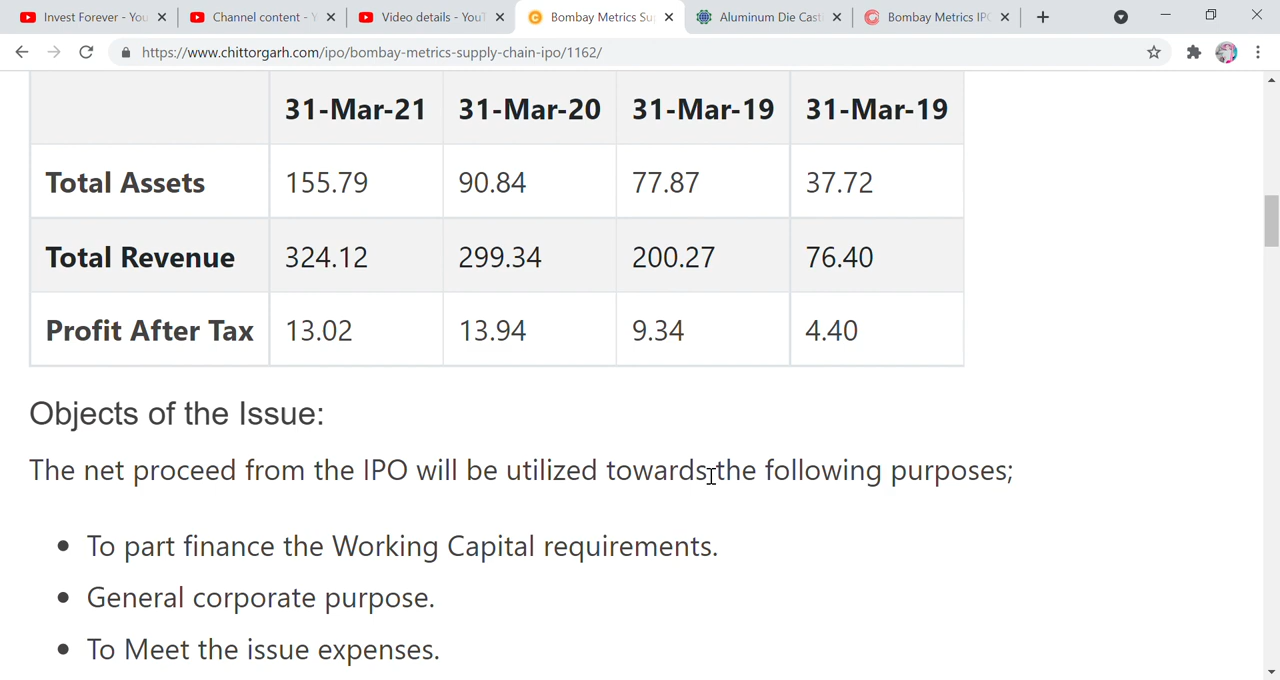 Invest Forever - You
Channel content - Y
Video details - YouT
Bombay Metrics Su
Aluminum Die Cast
Bombay Metrics IPO
https://www.chittorgarh.com/ipo/bombay-metrics-supply-chain-ipo/1162/
31-Mar-21 31-Mar-20 31-Mar-19 31-Mar-19
Total Assets 155.79 90.84 77.87 37.72
Total Revenue 324.12 299.34 200.27 76.40
Profit After Tax 13.02 13.94 9.34 4.40
Objects of the Issue:
The net proceed from the IPO will be utilized towards the following purposes;
• To part finance the Working Capital requirements.
• General corporate purpose.
• To Meet the issue expenses.